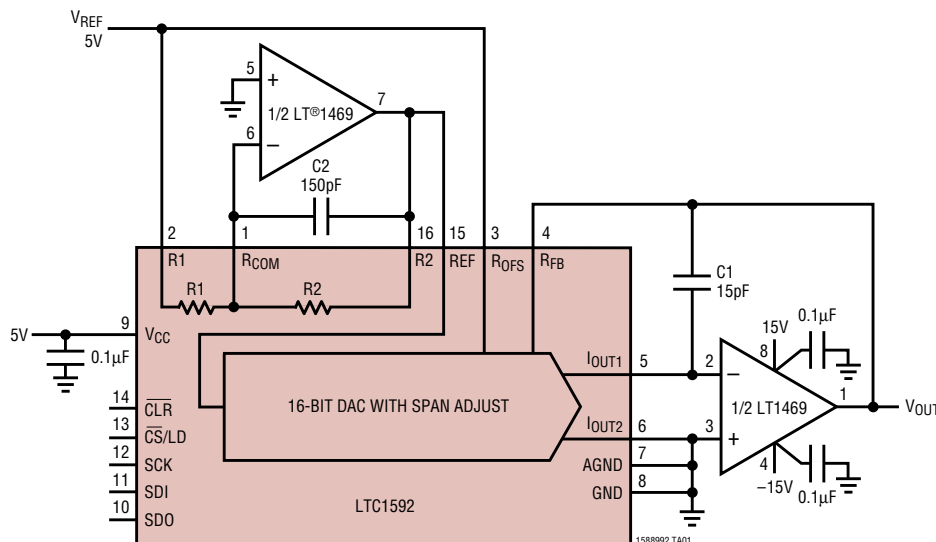 VREF
5V
5
+
1/2 LT®1469
7
6
–
C2
150pF
2
1
16
15
3
4
R1
RCOM
R2
REF
ROFS
RFB
R1
R2
C1
15pF
5V
9
VCC
0.1µF
15V
0.1µF
8
IOUT1
5
2
–
14
CLR
16-BIT DAC WITH SPAN ADJUST
1/2 LT1469
1
VOUT
13
CS/LD
IOUT2
6
3
+
12
SCK
AGND
7
4
–15V
0.1µF
11
SDI
GND
8
10
SDO
LTC1592
1588992 TA01